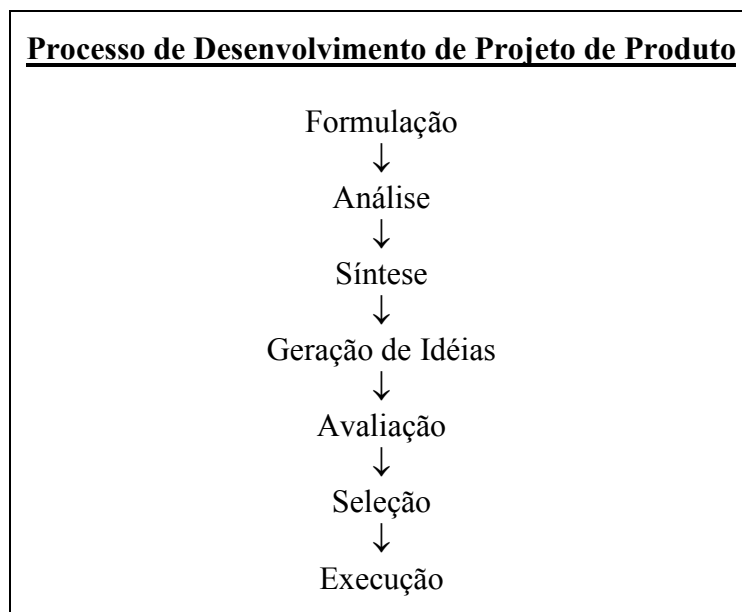 Processo de Desenvolvimento de Projeto de Produto
Formulação
↓
Análise
↓
Síntese
↓
Geração de Idéias
↓
Avaliação
↓
Seleção
↓
Execução